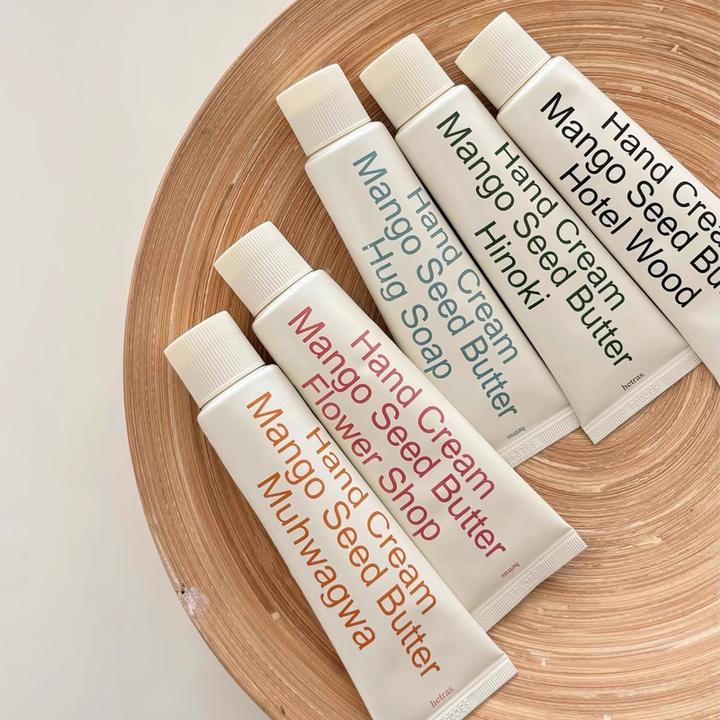 Hand Cream
Mango Seed Butter
Muhwagwa
hetras.
Hand Cream
Mango Seed Butter
Flower Shop
hetras.
Hand Cream
Mango Seed Butter
Hug Soap
hetras.
Hand Cream
Mango Seed Butter
Hinoki
hetras.
Hand Crea
Mango Seed Bu
Hotel Wood